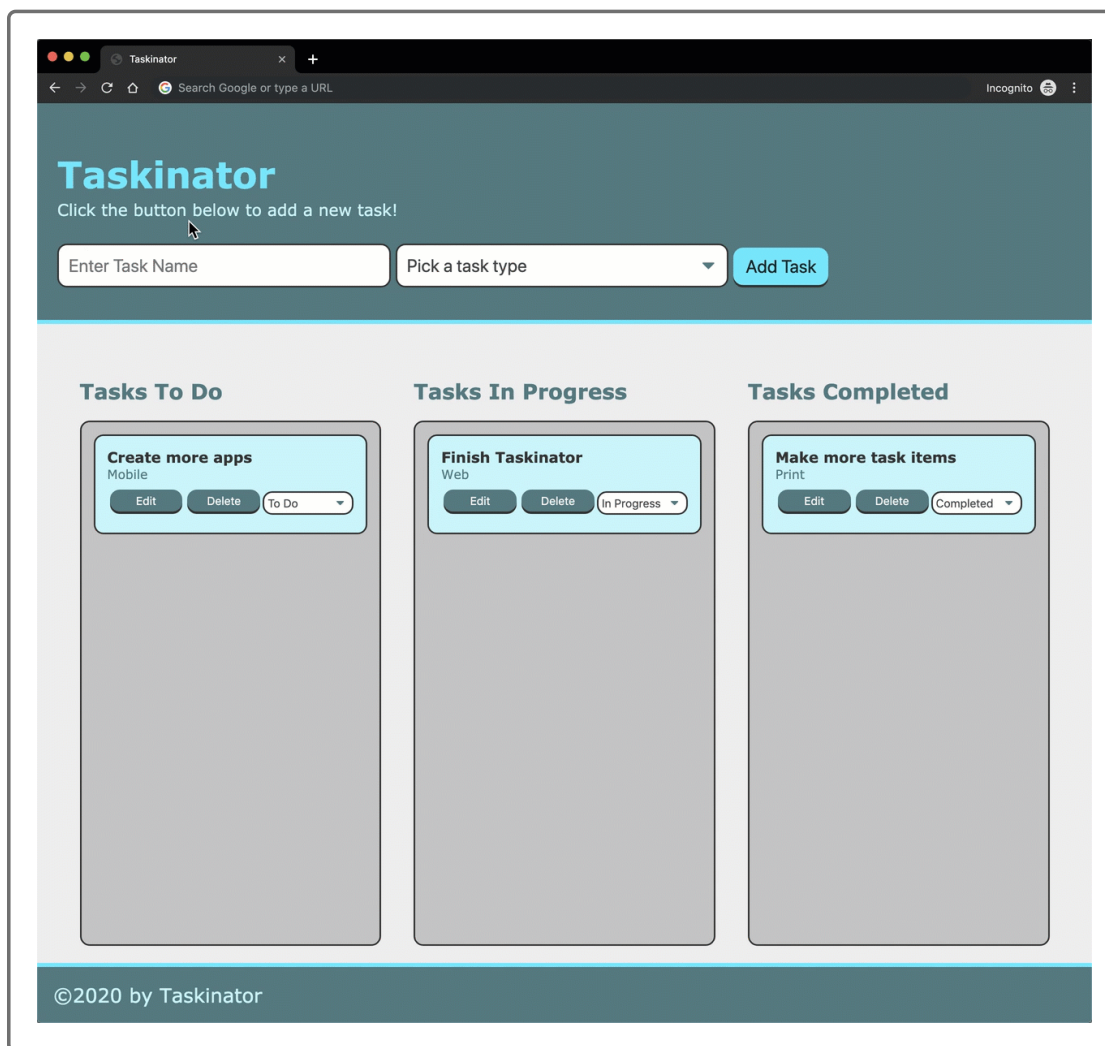 Taskinator
Search Google or type a URL
Incognito
Taskinator
Click the button below to add a new task!
Enter Task Name
Pick a task type
Add Task
Tasks To Do
Create more apps
Mobile
Edit Delete To Do
Tasks In Progress
Finish Taskinator
Web
Edit Delete In Progress
Tasks Completed
Make more task items
Print
Edit Delete Completed
©2020 by Taskinator